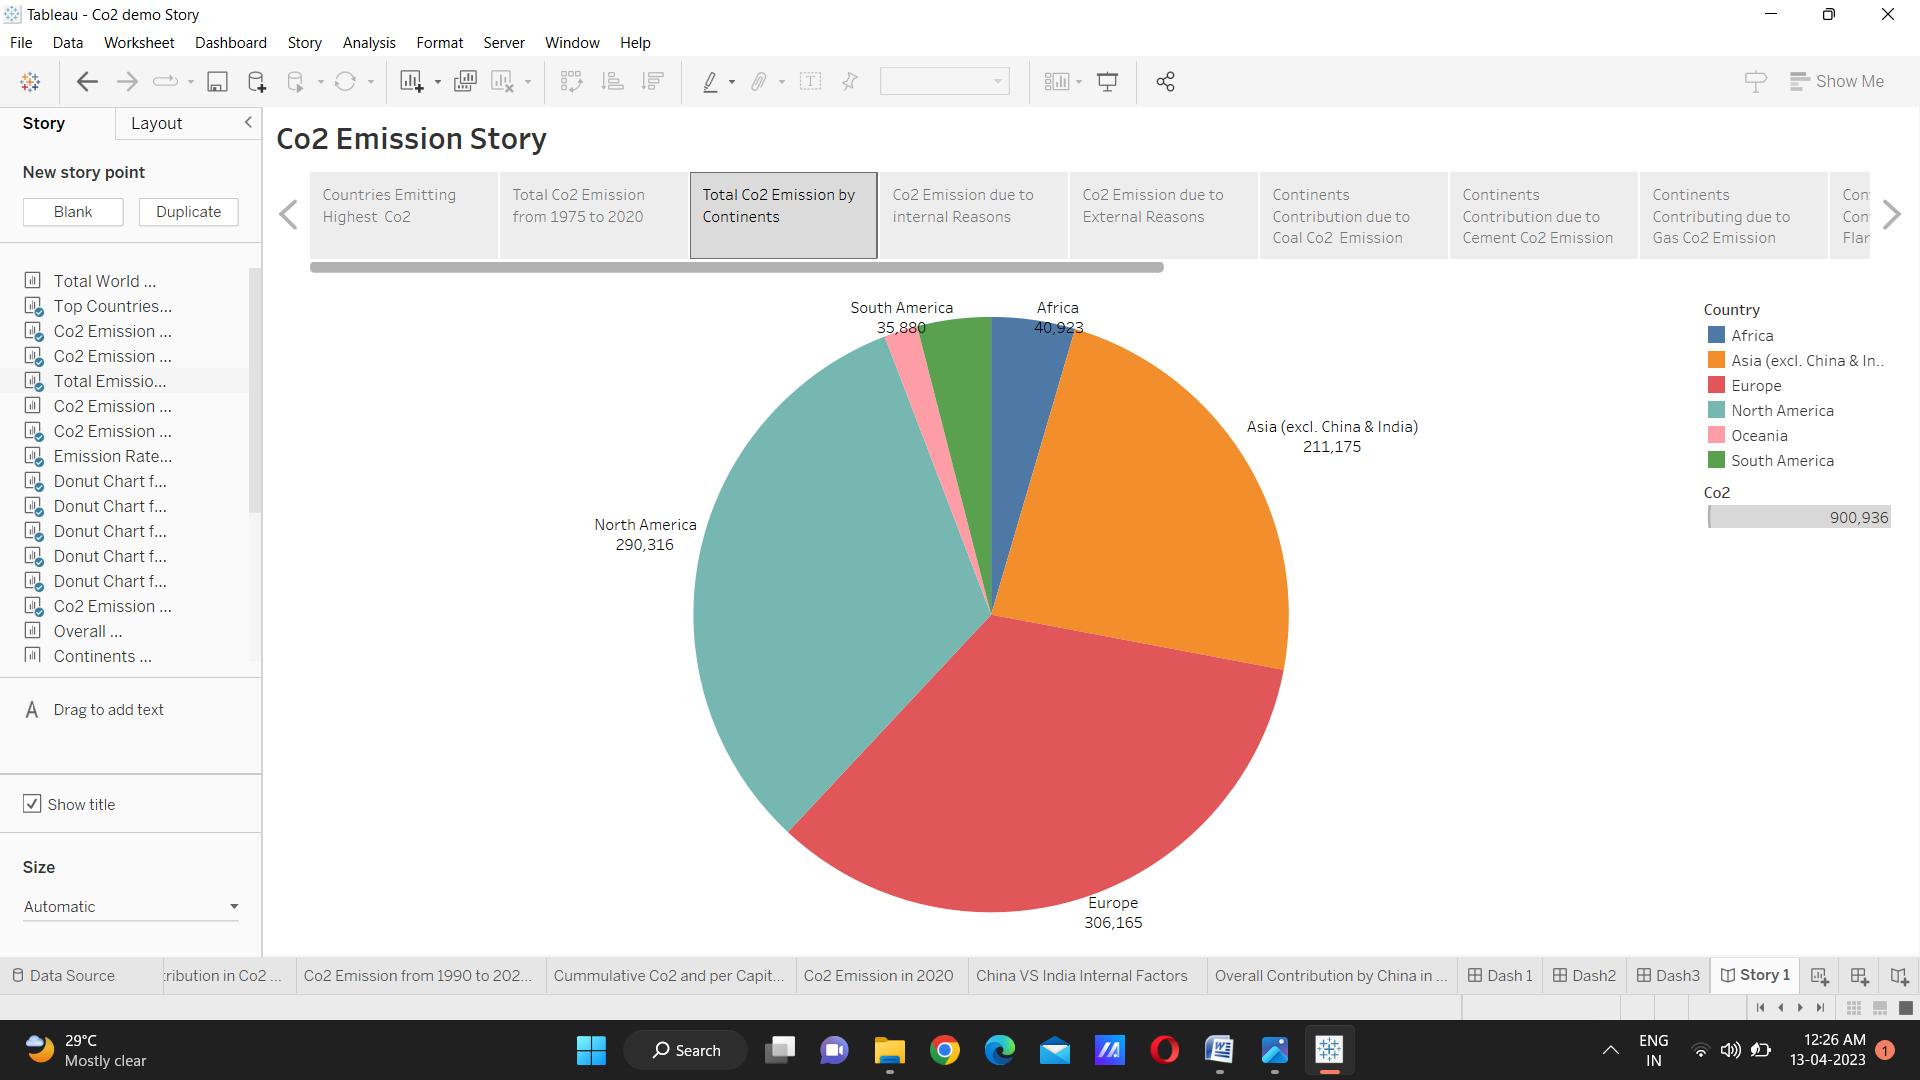 Tableau - Co2 demo Story
File Data Worksheet Dashboard Story Analysis Format Server Window Help
Show Me
Story
Layout
New story point
Blank
Duplicate
Total World ...
Top Countries...
Co2 Emission ...
Co2 Emission ...
Total Emissio...
Co2 Emission ...
Co2 Emission ...
Emission Rate...
Donut Chart f...
Donut Chart f...
Donut Chart f...
Donut Chart f...
Donut Chart f...
Co2 Emission ...
Overall ...
Continents ...
A Drag to add text
Show title
Size
Automatic
Co2 Emission Story
Countries Emitting
Highest Co2
Total Co2 Emission
from 1975 to 2020
Total Co2 Emission by
Continents
Co2 Emission due to
internal Reasons
Co2 Emission due to
External Reasons
Continents
Contribution due to
Coal Co2 Emission
Continents
Contribution due to
Cement Co2 Emission
Continents
Contributing due to
Gas Co2 Emission
Con
Con
Flar
South America
35,880
Africa
40,923
Asia (excl. China & India)
211,175
North America
290,316
Europe
306,165
Country
Africa
Asia (excl. China & In..
Europe
North America
Oceania
South America
Co2
900,936
Data Source
tribution in Co2 ...
Co2 Emission from 1990 to 202...
Cummulative Co2 and per Capit...
Co2 Emission in 2020
China VS India Internal Factors
Overall Contribution by China in ...
Dash 1
Dash2
Dash3
Story 1
29°C
Mostly clear
Search
ENG
IN
12:26 AM
13-04-2023
1